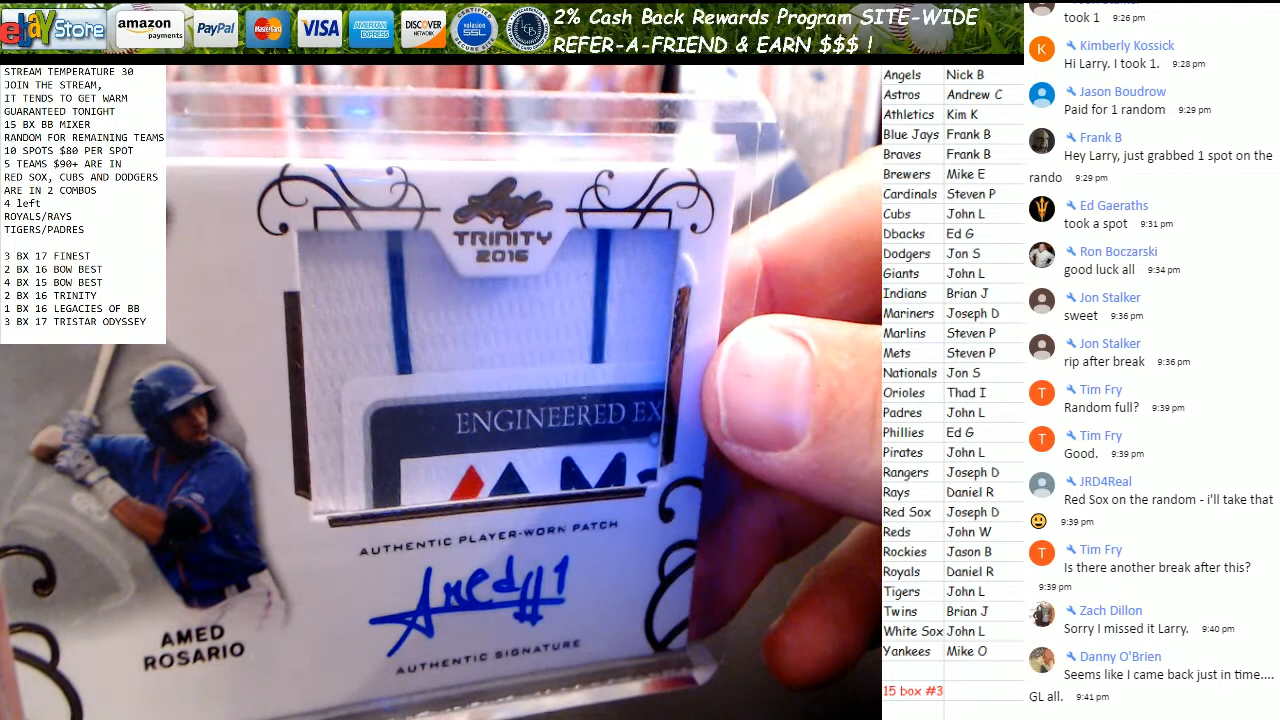 ebay Store
amazon
payments
PayPal
MasterCard
VISA
AMERICAN EXPRESS
DISCOVER
NETWORK
2% Cash Back Rewards Program SITE-WIDE
REFER-A-FRIEND & EARN $$$ !
STREAM TEMPERATURE 30
JOIN THE STREAM,
IT TENDS TO GET WARM
GUARANTEED TONIGHT
15 BX BB MIXER
RANDOM FOR REMAINING TEAMS
10 SPOTS $80 PER SPOT
5 TEAMS $90+ ARE IN
RED SOX, CUBS AND DODGERS
ARE IN 2 COMBOS
4 left
ROYALS/RAYS
TIGERS/PADRES
3 BX 17 FINEST
2 BX 16 BOW BEST
4 BX 15 BOW BEST
2 BX 16 TRINITY
1 BX 16 LEGACIES OF BB
3 BX 17 TRISTAR ODYSSEY
Leaf
TRINITY
2016
ENGINEERED EX
AUTHENTIC PLAYER-WORN PATCH
AUTHENTIC SIGNATURE
AMED
ROSARIO
Angels Nick B
Astros Andrew C
Athletics Kim K
Blue Jays Frank B
Braves Frank B
Brewers Mike E
Cardinals Steven P
Cubs John L
Dbacks Ed G
Dodgers Jon S
Giants John L
Indians Brian J
Mariners Joseph D
Marlins Steven P
Mets Steven P
Nationals Jon S
Orioles Thad I
Padres John L
Phillies Ed G
Pirates John L
Rangers Joseph D
Rays Daniel R
Red Sox Joseph D
Reds John W
Rockies Jason B
Royals Daniel R
Tigers John L
Twins Brian J
White Sox John L
Yankees Mike O
15 box #3
took 1 9:26 pm
K Kimberly Kossick
Hi Larry. I took 1. 9:28 pm
Jason Boudrow
Paid for 1 random 9:29 pm
Frank B
Hey Larry, just grabbed 1 spot on the
rando 9:29 pm
Ed Gaeraths
took a spot 9:31 pm
Ron Boczarski
good luck all 9:34 pm
Jon Stalker
sweet 9:36 pm
Jon Stalker
rip after break 9:36 pm
T Tim Fry
Random full? 9:39 pm
T Tim Fry
Good. 9:39 pm
JRD4Real
Red Sox on the random - i'll take that
9:39 pm
T Tim Fry
Is there another break after this?
9:39 pm
Zach Dillon
Sorry I missed it Larry. 9:40 pm
Danny O'Brien
Seems like I came back just in time....
GL all. 9:41 pm